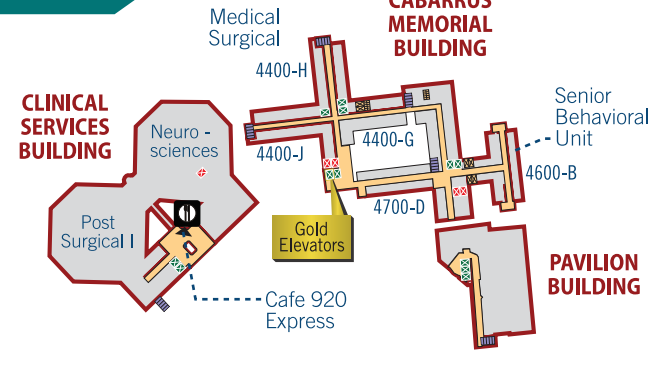 CABARRUS
MEMORIAL
BUILDING
Medical
Surgical
4400-H
CLINICAL
SERVICES
BUILDING
Neuro -
sciences
4400-J
4400-G
Senior
Behavioral
Unit
4600-B
4700-D
Post
Surgical I
Gold
Elevators
PAVILION
BUILDING
Cafe 920
Express